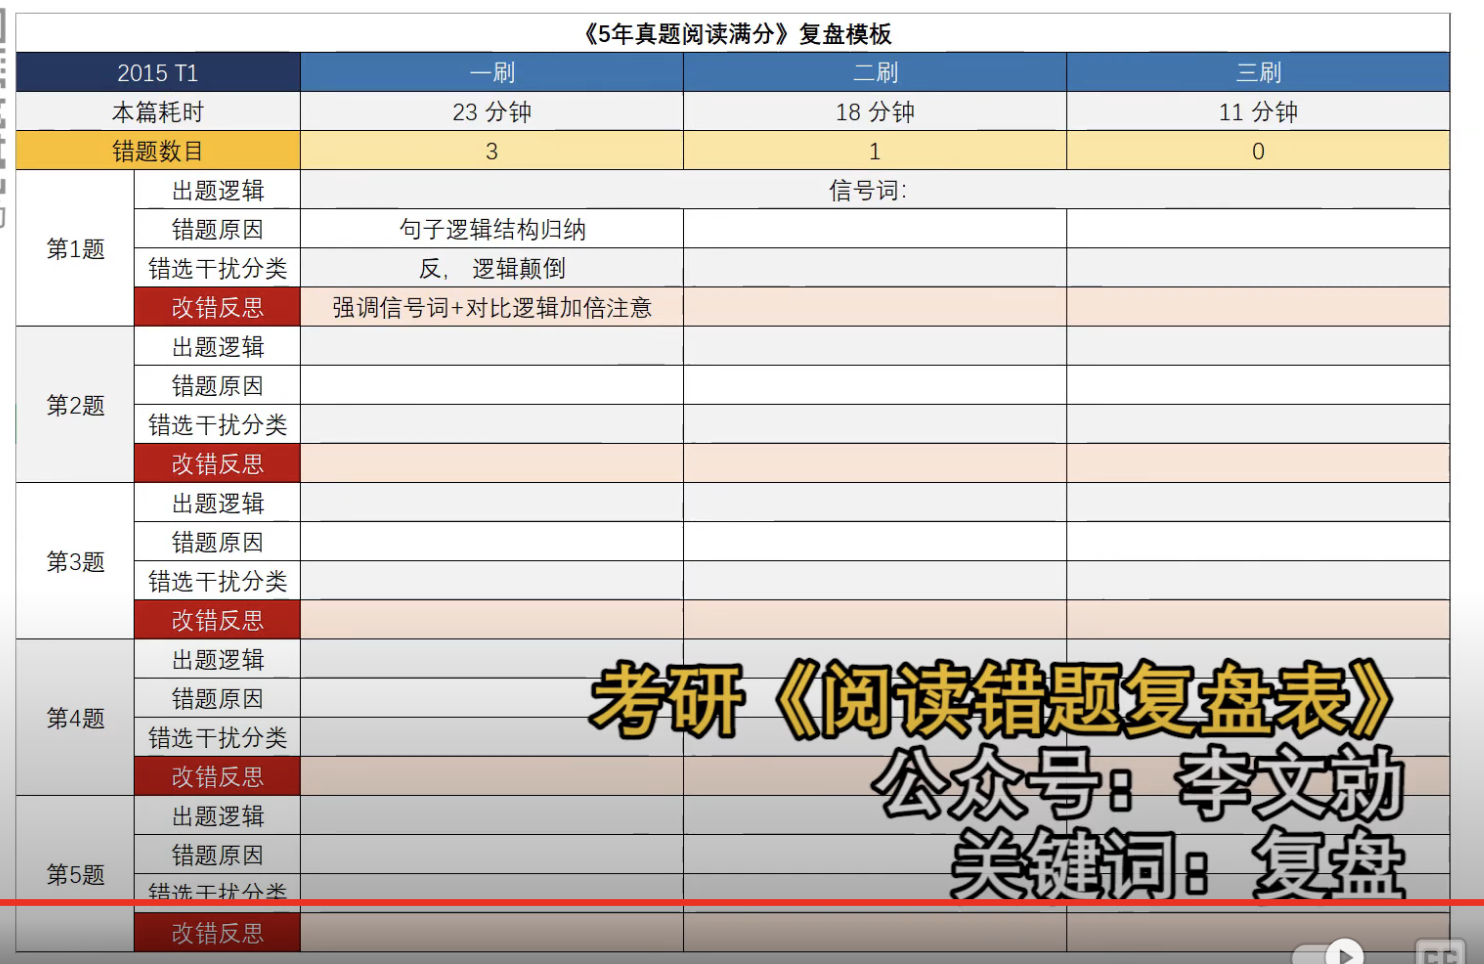 《5年真题阅读满分》复盘模板
2015 T1 一刷 二刷 三刷
本篇耗时 23 分钟 18 分钟 11 分钟
错题数目 3 1 0
第1题
出题逻辑 信号词：
错题原因 句子逻辑结构归纳
错选干扰分类 反， 逻辑颠倒
改错反思 强调信号词+对比逻辑加倍注意
第2题
出题逻辑
错题原因
错选干扰分类
改错反思
第3题
出题逻辑
错题原因
错选干扰分类
改错反思
第4题
出题逻辑
错题原因
错选干扰分类
改错反思
第5题
出题逻辑
错题原因
错选干扰分类
改错反思
考研《阅读错题复盘表》
公众号：李文勍
关键词：复盘
CC